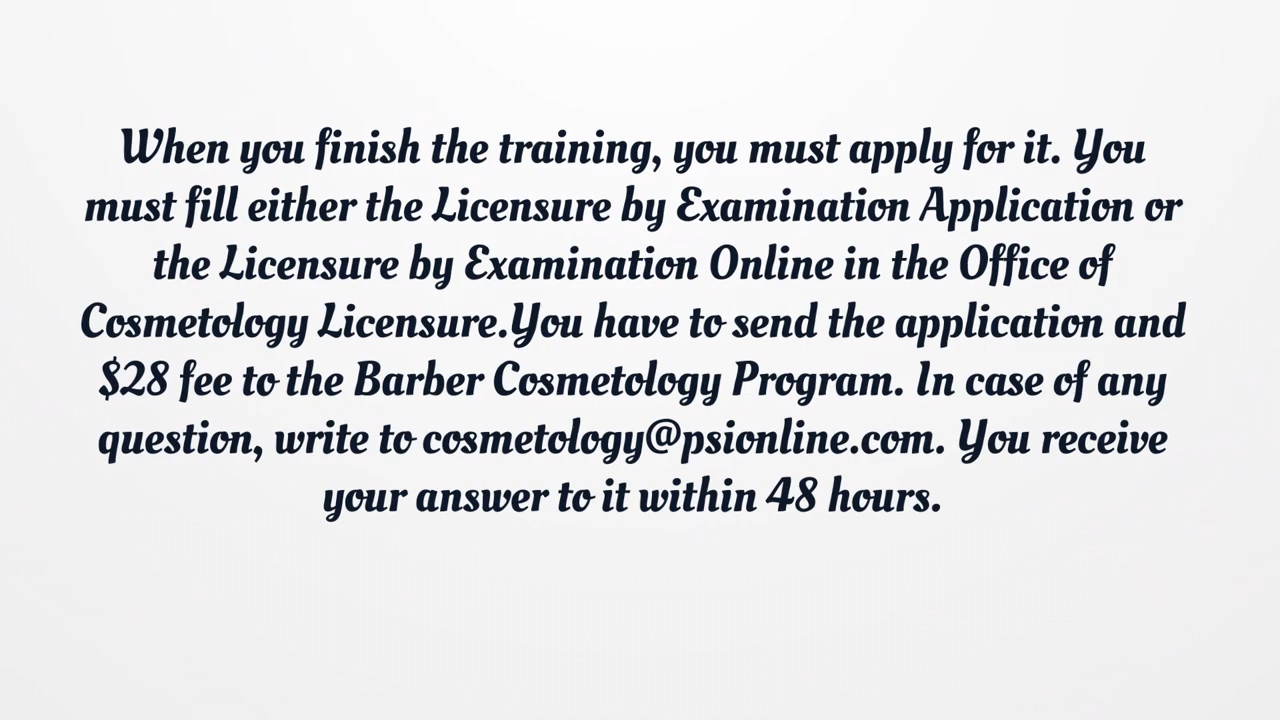 When you finish the training, you must apply for it. You
must fill either the Licensure by Examination Application or
the Licensure by Examination Online in the Office of
Cosmetology Licensure.You have to send the application and
$28 fee to the Barber Cosmetology Program. In case of any
question, write to cosmetology@psionline.com. You receive
your answer to it within 48 hours.